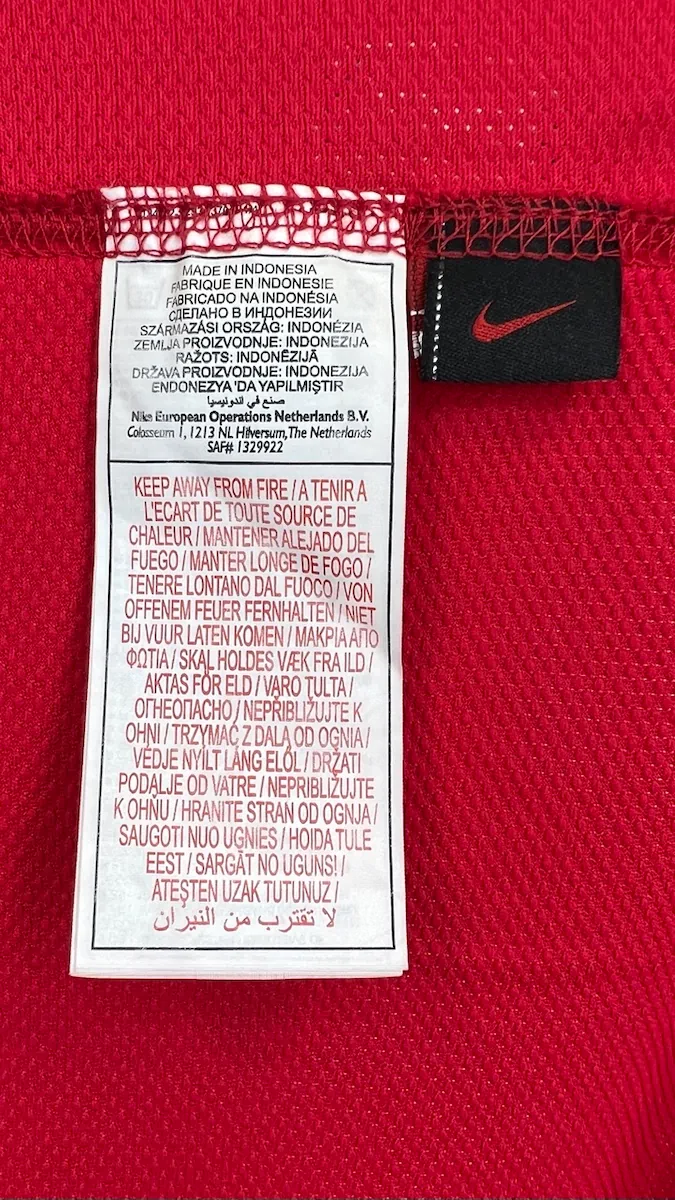 MADE IN INDONESIA
FABRIQUE EN INDONESIE
FABRICADO NA INDONÉSIA
СДЕЛАНО В ИНДОНЕЗИИ
SZÁRMAZÁSI ORSZÁG: INDONÉZIA
ZEMLJA PROIZVODNJE: INDONEZIJA
RAŽOTS: INDONĒZIJĀ
DRŽAVA PROIZVODNJE: INDONEZIJA
ENDONEZYA 'DA YAPILMIŞTIR
صنع في اندونيسيا
Nike European Operations Netherlands B.V.
Colosseum 1, 1213 NL Hilversum, The Netherlands
SAF# 1329922
KEEP AWAY FROM FIRE / A TENIR A
L'ECART DE TOUTE SOURCE DE
CHALEUR / MANTENER ALEJADO DEL
FUEGO / MANTER LONGE DE FOGO /
TENERE LONTANO DAL FUOCO / VON
OFFENEM FEUER FERNHALTEN / NIET
BIJ VUUR LATEN KOMEN / ΜΑΚΡΙΑ ΑΠΟ
ΦΩΤΙΑ / SKAL HOLDES VÆK FRA ILD /
AKTAS FÖR ELD / VARO TULTA /
ОГНЕОПАСНО / NEPŘIBLIŽUJTE K
OHNI / TRZYMAĆ Z DALA OD OGNIA /
VÉDJE NYÍLT LÁNG ELŐL / DRŽATI
PODALJE OD VATRE / NEPRIBLIŽUJTE
K OHŇU / HRANITE STRAN OD OGNJA /
SAUGOTI NUO UGNIES / HOIDA TULE
EEST / SARGĀT NO UGUNS! /
ATEŞTEN UZAK TUTUNUZ /
لا تقترب من النيران